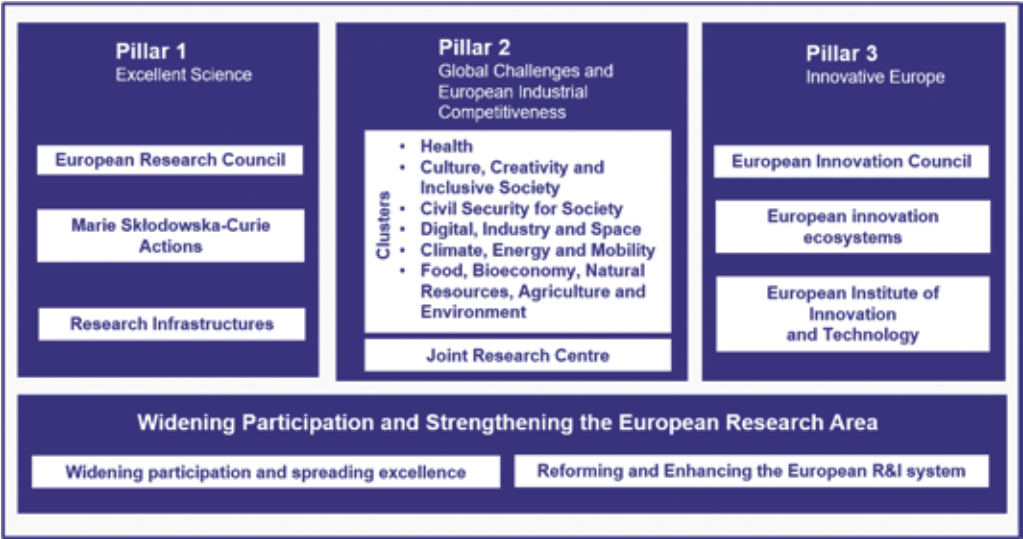 Pillar 1
Excellent Science
European Research Council
Marie Skłodowska-Curie
Actions
Research Infrastructures
Pillar 2
Global Challenges and
European Industrial
Competitiveness
Clusters
• Health
• Culture, Creativity and
Inclusive Society
• Civil Security for Society
• Digital, Industry and Space
• Climate, Energy and Mobility
• Food, Bioeconomy, Natural
Resources, Agriculture and
Environment
Joint Research Centre
Pillar 3
Innovative Europe
European Innovation Council
European innovation
ecosystems
European Institute of
Innovation
and Technology
Widening Participation and Strengthening the European Research Area
Widening participation and spreading excellence
Reforming and Enhancing the European R&I system